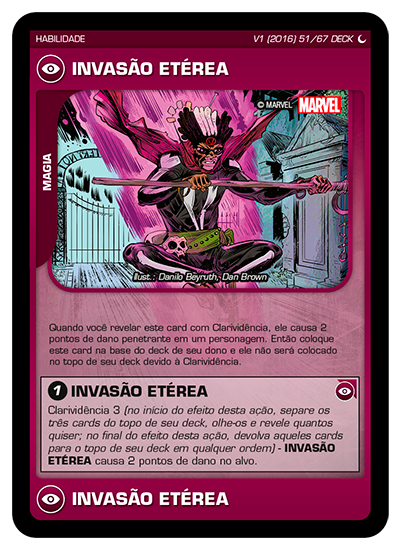 HABILIDADE
V1 (2016) 51/67 DECK
INVASÃO ETÉREA
© MARVEL MARVEL
MAGIA
Ilust.: Danilo Beyruth, Dan Brown
Quando você revelar este card com Clarividência, ele causa 2
pontos de dano penetrante em um personagem. Então coloque
este card na base do deck de seu dono e ele não será colocado
no topo de seu deck devido à Clarividência.
1 INVASÃO ETÉREA
Clarividência 3 (no início do efeito desta ação, separe os
três cards do topo de seu deck, olhe-os e revele quantos
quiser; no final do efeito desta ação, devolva aqueles cards
para o topo de seu deck em qualquer ordem) - INVASÃO
ETÉREA causa 2 pontos de dano no alvo.
INVASÃO ETÉREA